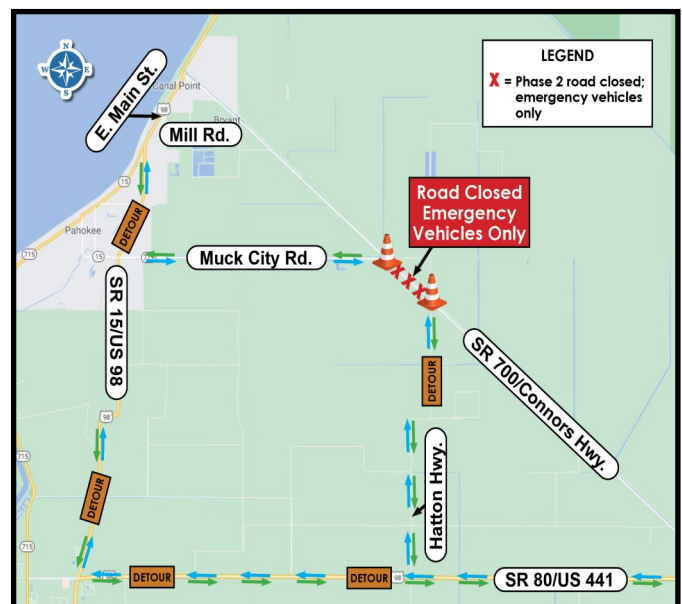 N
W E
S
LEGEND
X = Phase 2 road closed;
emergency vehicles
only
E. Main St.
Canal Point
98
Mill Rd.
Bryant
15
DETOUR
Road Closed
Emergency
Vehicles Only
Pahokee
715
15
Muck City Rd.
SR 15/US 98
DETOUR
SR 700/Connors Hwy.
98
715
Hatton Hwy.
DETOUR
715
DETOUR
DETOUR
98
SR 80/US 441